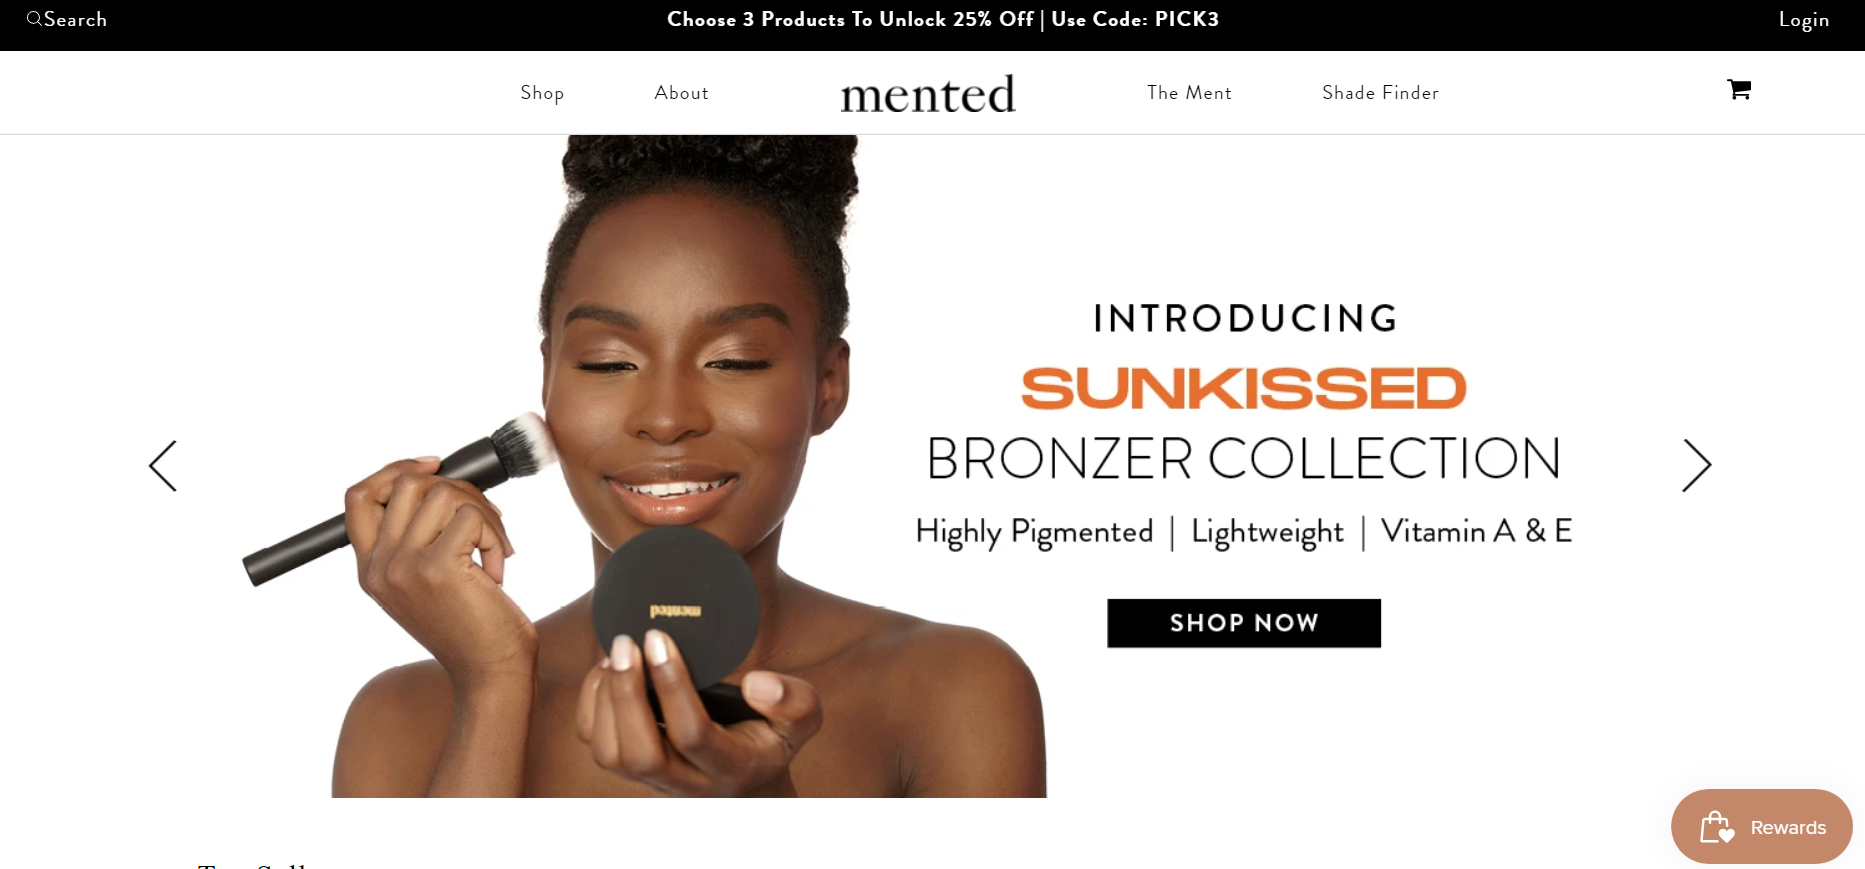 Search
Choose 3 Products To Unlock 25% Off | Use Code: PICK3
Login
Shop
About
mented
The Ment
Shade Finder
INTRODUCING
SUNKISSED
BRONZER COLLECTION
Highly Pigmented | Lightweight | Vitamin A & E
SHOP NOW
mented
Rewards